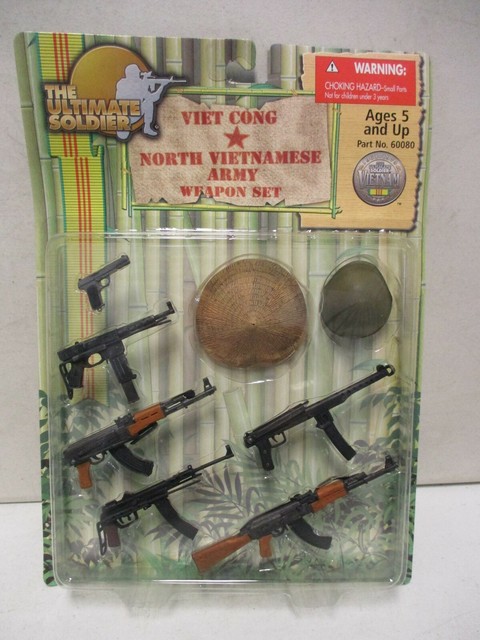 THE
ULTIMATE
SOLDIER
VIET CONG
★
NORTH VIETNAMESE
ARMY
WEAPON SET
WARNING:
CHOKING HAZARD-Small Parts
Not for children under 3 years
Ages 5
and Up
Part No. 60080
VIETNAM